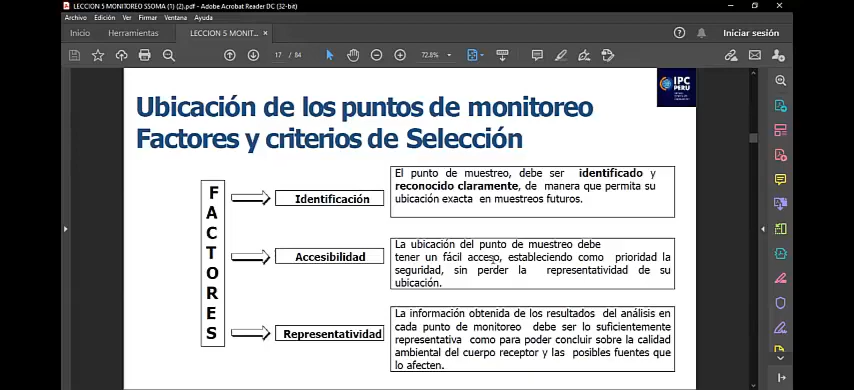 LECCION 5 MONITOREO SSOMA (1) (2).pdf - Adobe Acrobat Reader DC (32-bit)
Archivo Edición Ver Firmar Ventana Ayuda
Inicio Herramientas LECCION 5 MONIT... × Iniciar sesión
17 / 84 72.8%
IPC
PERU
Ubicación de los puntos de monitoreo
Factores y criterios de Selección
FACTORES
Identificación
El punto de muestreo, debe ser identificado y
reconocido claramente, de manera que permita su
ubicación exacta en muestreos futuros.
Accesibilidad
La ubicación del punto de muestreo debe
tener un fácil acceso, estableciendo como prioridad la
seguridad, sin perder la representatividad de su
ubicación.
Representatividad
La información obtenida de los resultados del análisis en
cada punto de monitoreo debe ser lo suficientemente
representativa como para poder concluir sobre la calidad
ambiental del cuerpo receptor y las posibles fuentes que
lo afecten.